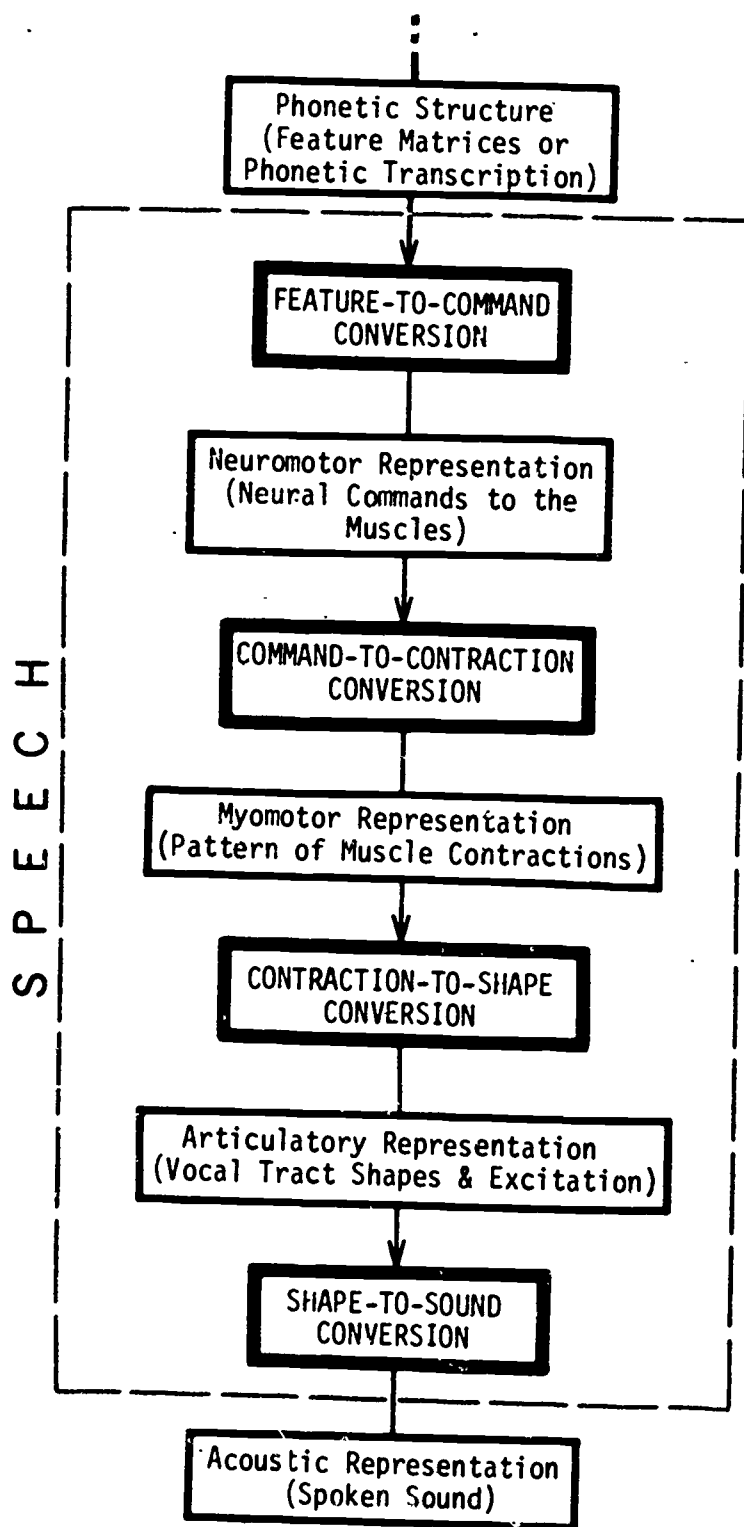 Phonetic Structure
(Feature Matrices or
Phonetic Transcription)
FEATURE-TO-COMMAND
CONVERSION
Neuromotor Representation
(Neural Commands to the
Muscles)
COMMAND-TO-CONTRACTION
CONVERSION
Myomotor Representation
(Pattern of Muscle Contractions)
CONTRACTION-TO-SHAPE
CONVERSION
Articulatory Representation
(Vocal Tract Shapes & Excitation)
SHAPE-TO-SOUND
CONVERSION
Acoustic Representation
(Spoken Sound)
SPEECH